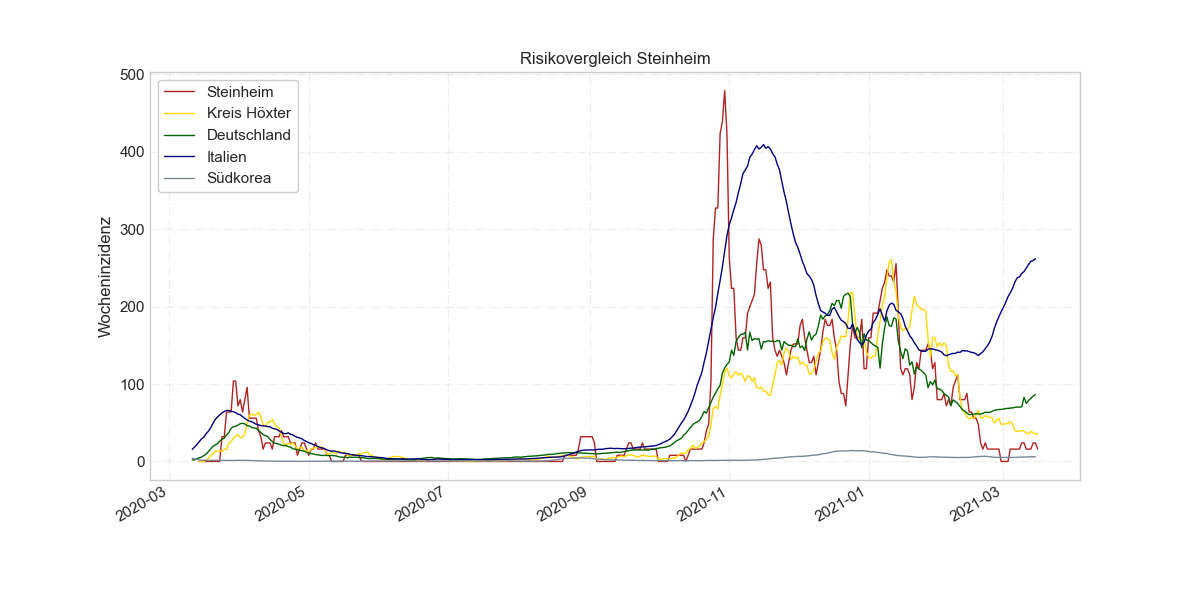 Risikovergleich Steinheim
Wocheninzidenz
500
400
300
200
100
0
Steinheim
Kreis Höxter
Deutschland
Italien
Südkorea
2020-03
2020-05
2020-07
2020-09
2020-11
2021-01
2021-03